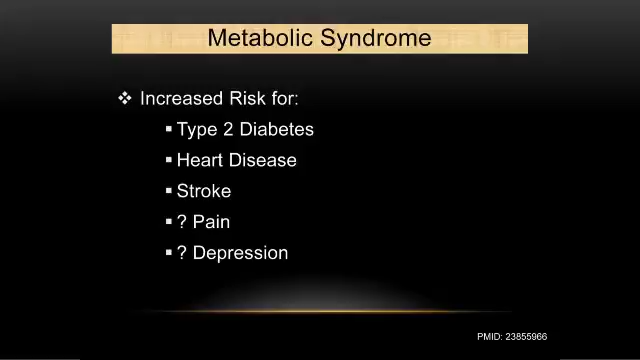 Metabolic Syndrome
❖ Increased Risk for:
▪ Type 2 Diabetes
▪ Heart Disease
▪ Stroke
▪ ? Pain
▪ ? Depression
PMID: 23855966